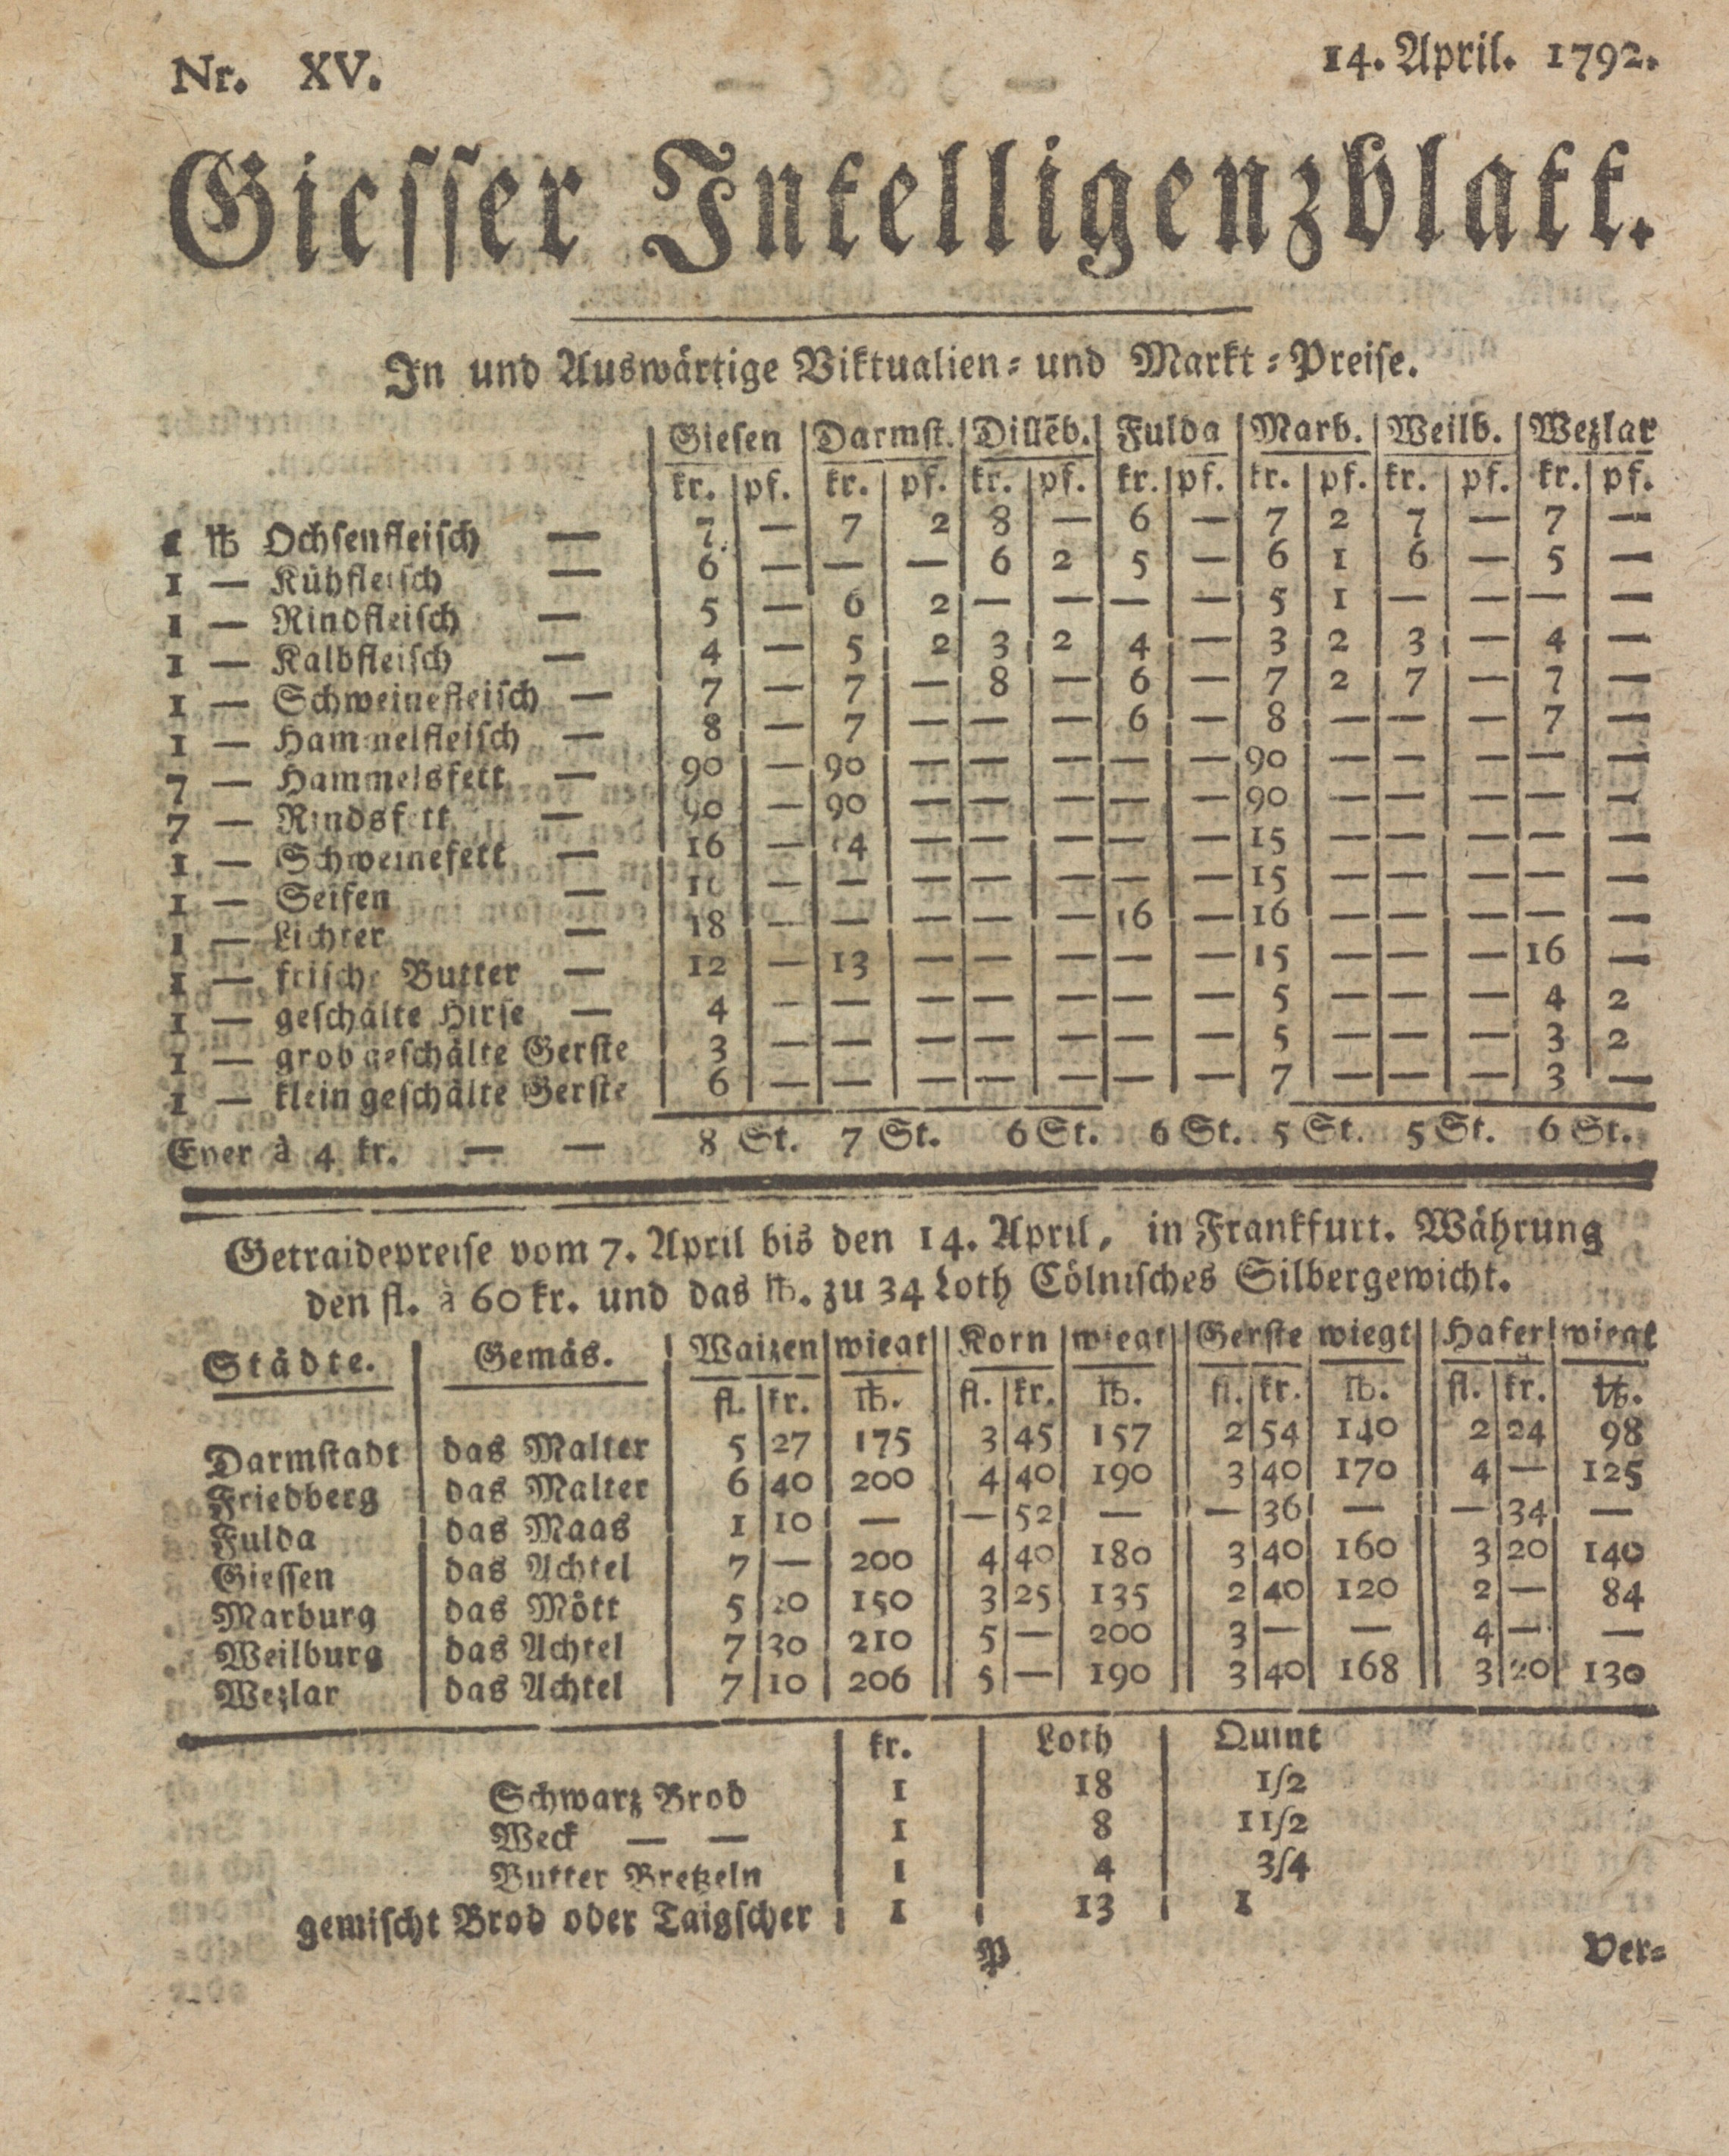 Nr. XV. 14. April. 1792.
Giesser Intelligenzblatt.
In und Auswärtige Viktualien- und Markt-Preise.
Giesen Darmst. Dillēb. Fulda Marb. Weilb. Wezlar
kr. pf. kr. pf. kr. pf. kr. pf. kr. pf. kr. pf. kr. pf.
1 ℔ Ochsenfleisch — 7 — 7 2 8 — 6 — 7 2 7 — 7 —
1 — Kühfleisch — 6 — — — 6 2 5 — 6 1 6 — 5 —
1 — Rindfleisch — 5 — 6 2 — — — — 5 1 — — — —
1 — Kalbfleisch — 4 — 5 2 3 2 4 — 3 2 3 — 4 —
1 — Schweinefleisch — 7 — 7 — 8 — 6 — 7 2 7 — 7 —
1 — Hammelfleisch — 8 — 7 — — — 6 — 8 — — — 7 —
7 — Hammelsfett — 90 — 90 — — — — — 90 — — — — —
7 — Rindsfett — 90 — 90 — — — — — 90 — — — — —
1 — Schweinefett — 16 — 14 — — — — — 15 — — — — —
1 — Seifen — — — — — — — — 15 — — — — —
1 — Lichter — 18 — — — — — 16 — 16 — — — — —
1 — frische Butter — 12 — 13 — — — — — 15 — — — 16 —
1 — geschälte Hirse — 4 — — — — — — — 5 — — — 4 2
1 — grob geschälte Gerste 3 — — — — — — — 5 — — — 3 2
1 — klein geschälte Gerste 6 — — — — — — — 7 — — — 3 —
Eyer à 4 kr. — — 8 St. 7 St. 6 St. 6 St. 5 St. 5 St. 6 St.
Getraidepreise vom 7. April bis den 14. April, in Frankfurt. Währung
den fl. à 60 kr. und das ℔. zu 34 Loth Cölnisches Silbergewicht.
Städte. Gemäs. Waizen wiegt Korn wiegt Gerste wiegt Hafer wiegt
fl. kr. ℔. fl. kr. ℔. fl. kr. ℔. fl. kr. ℔.
Darmstadt das Malter 5 27 175 3 45 157 2 54 140 2 24 98
Friedberg das Malter 6 40 200 4 40 190 3 40 170 4 — 125
Fulda das Maas 1 10 — — 52 — — 36 — — 34 —
Giessen das Achtel 7 — 200 4 40 180 3 40 160 3 20 140
Marburg das Mött 5 20 150 3 25 135 2 40 120 2 — 84
Weilburg das Achtel 7 30 210 5 — 200 3 — — 4 — —
Wezlar das Achtel 7 10 206 5 — 190 3 40 168 3 20 130
kr. Loth Quint
Schwarz Brod 1 18 1/2
Weck — — 1 8 1 1/2
Butter Bretzeln 1 4 3/4
gemischt Brod oder Taigscher 1 13 1
P Ver-